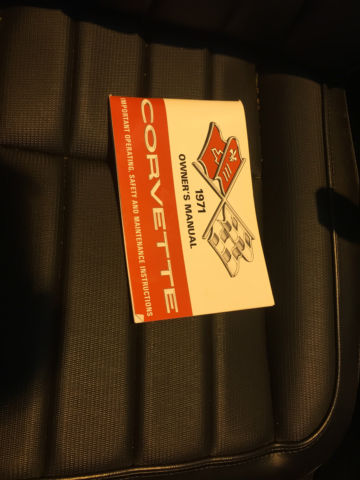 1971
OWNER'S MANUAL
CORVETTE
IMPORTANT OPERATING, SAFETY AND MAINTENANCE INSTRUCTIONS